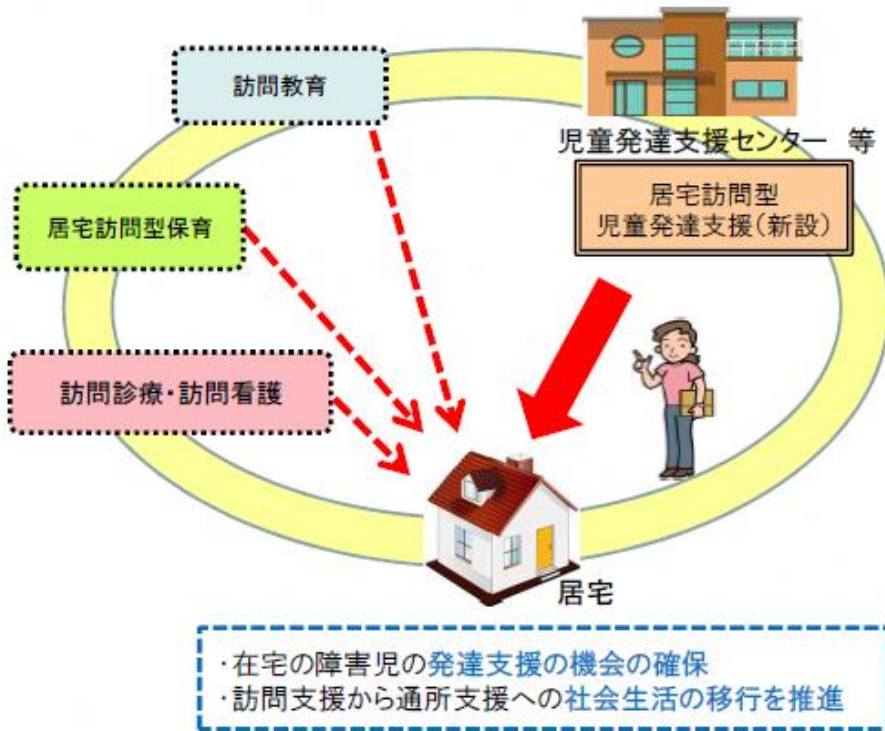 訪問教育
児童発達支援センター 等
居宅訪問型
児童発達支援(新設)
居宅訪問型保育
訪問診療・訪問看護
居宅
・在宅の障害児の発達支援の機会の確保
・訪問支援から通所支援への社会生活の移行を推進